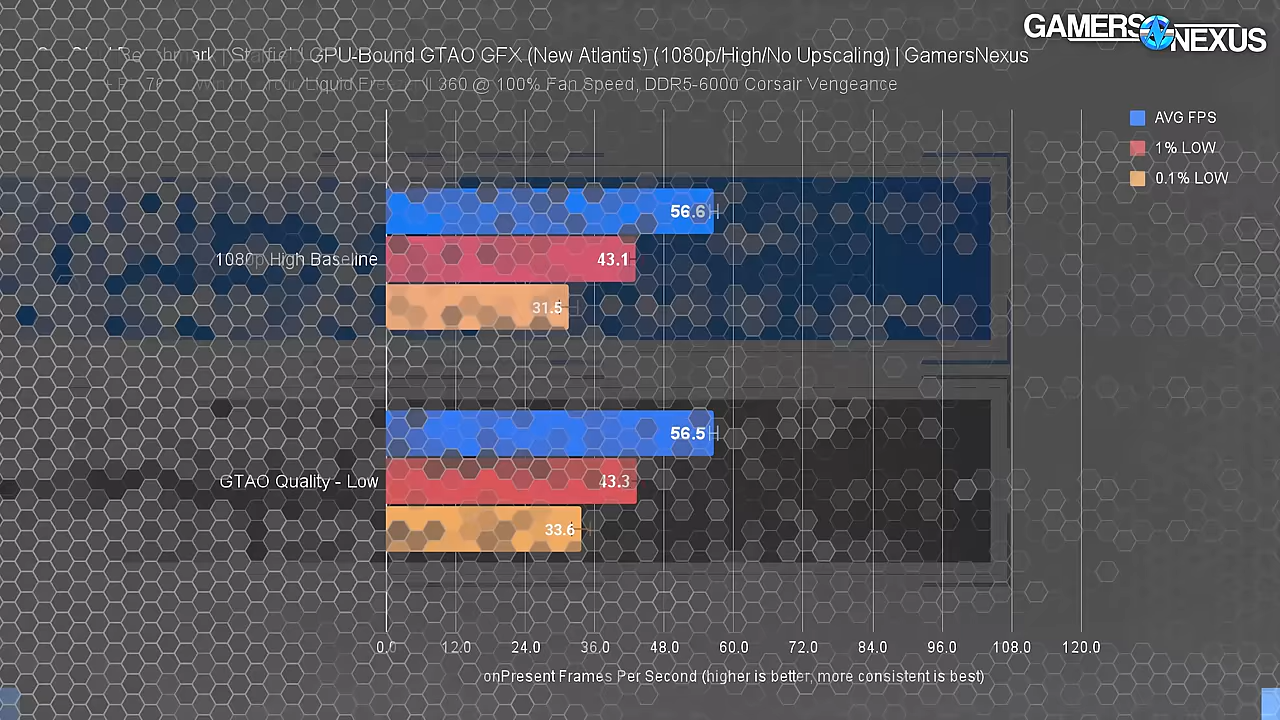 GAMERS NEXUS
GPU-Bound GTAO GFX (New Atlantis) (1080p/High/No Upscaling) | GamersNexus
Liquid 360 @ 100% Fan Speed, DDR5-6000 Corsair Vengeance
AVG FPS
1% LOW
0.1% LOW
56.6
1080p High Baseline
43.1
31.5
56.5
GTAO Quality - Low
43.3
33.6
0.0 12.0 24.0 36.0 48.0 60.0 72.0 84.0 96.0 108.0 120.0
onPresent Frames Per Second (higher is better, more consistent is best)